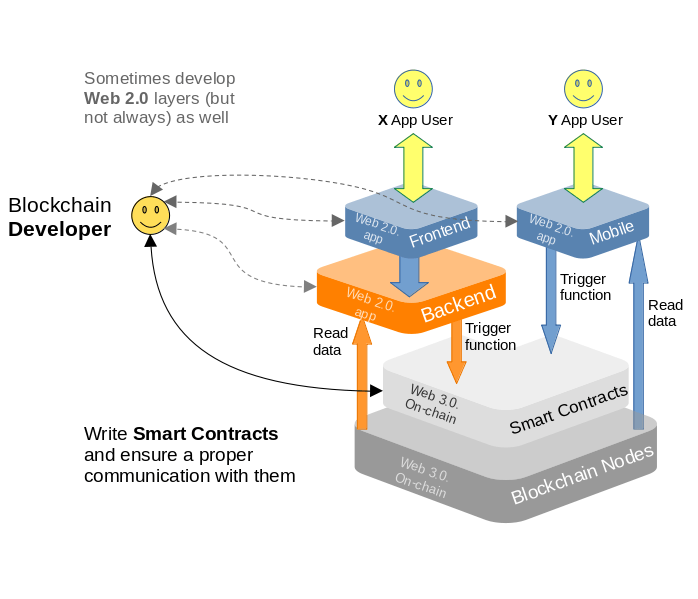 Sometimes develop
Web 2.0 layers (but
not always) as well
X App User
Y App User
Blockchain
Developer
Web 2.0.
app
Frontend
Web 2.0.
app
Mobile
Web 2.0.
app
Backend
Trigger
function
Read
data
Read
data
Trigger
function
Web 3.0.
On-chain
Smart Contracts
Write Smart Contracts
and ensure a proper
communication with them
Web 3.0.
On-chain
Blockchain Nodes